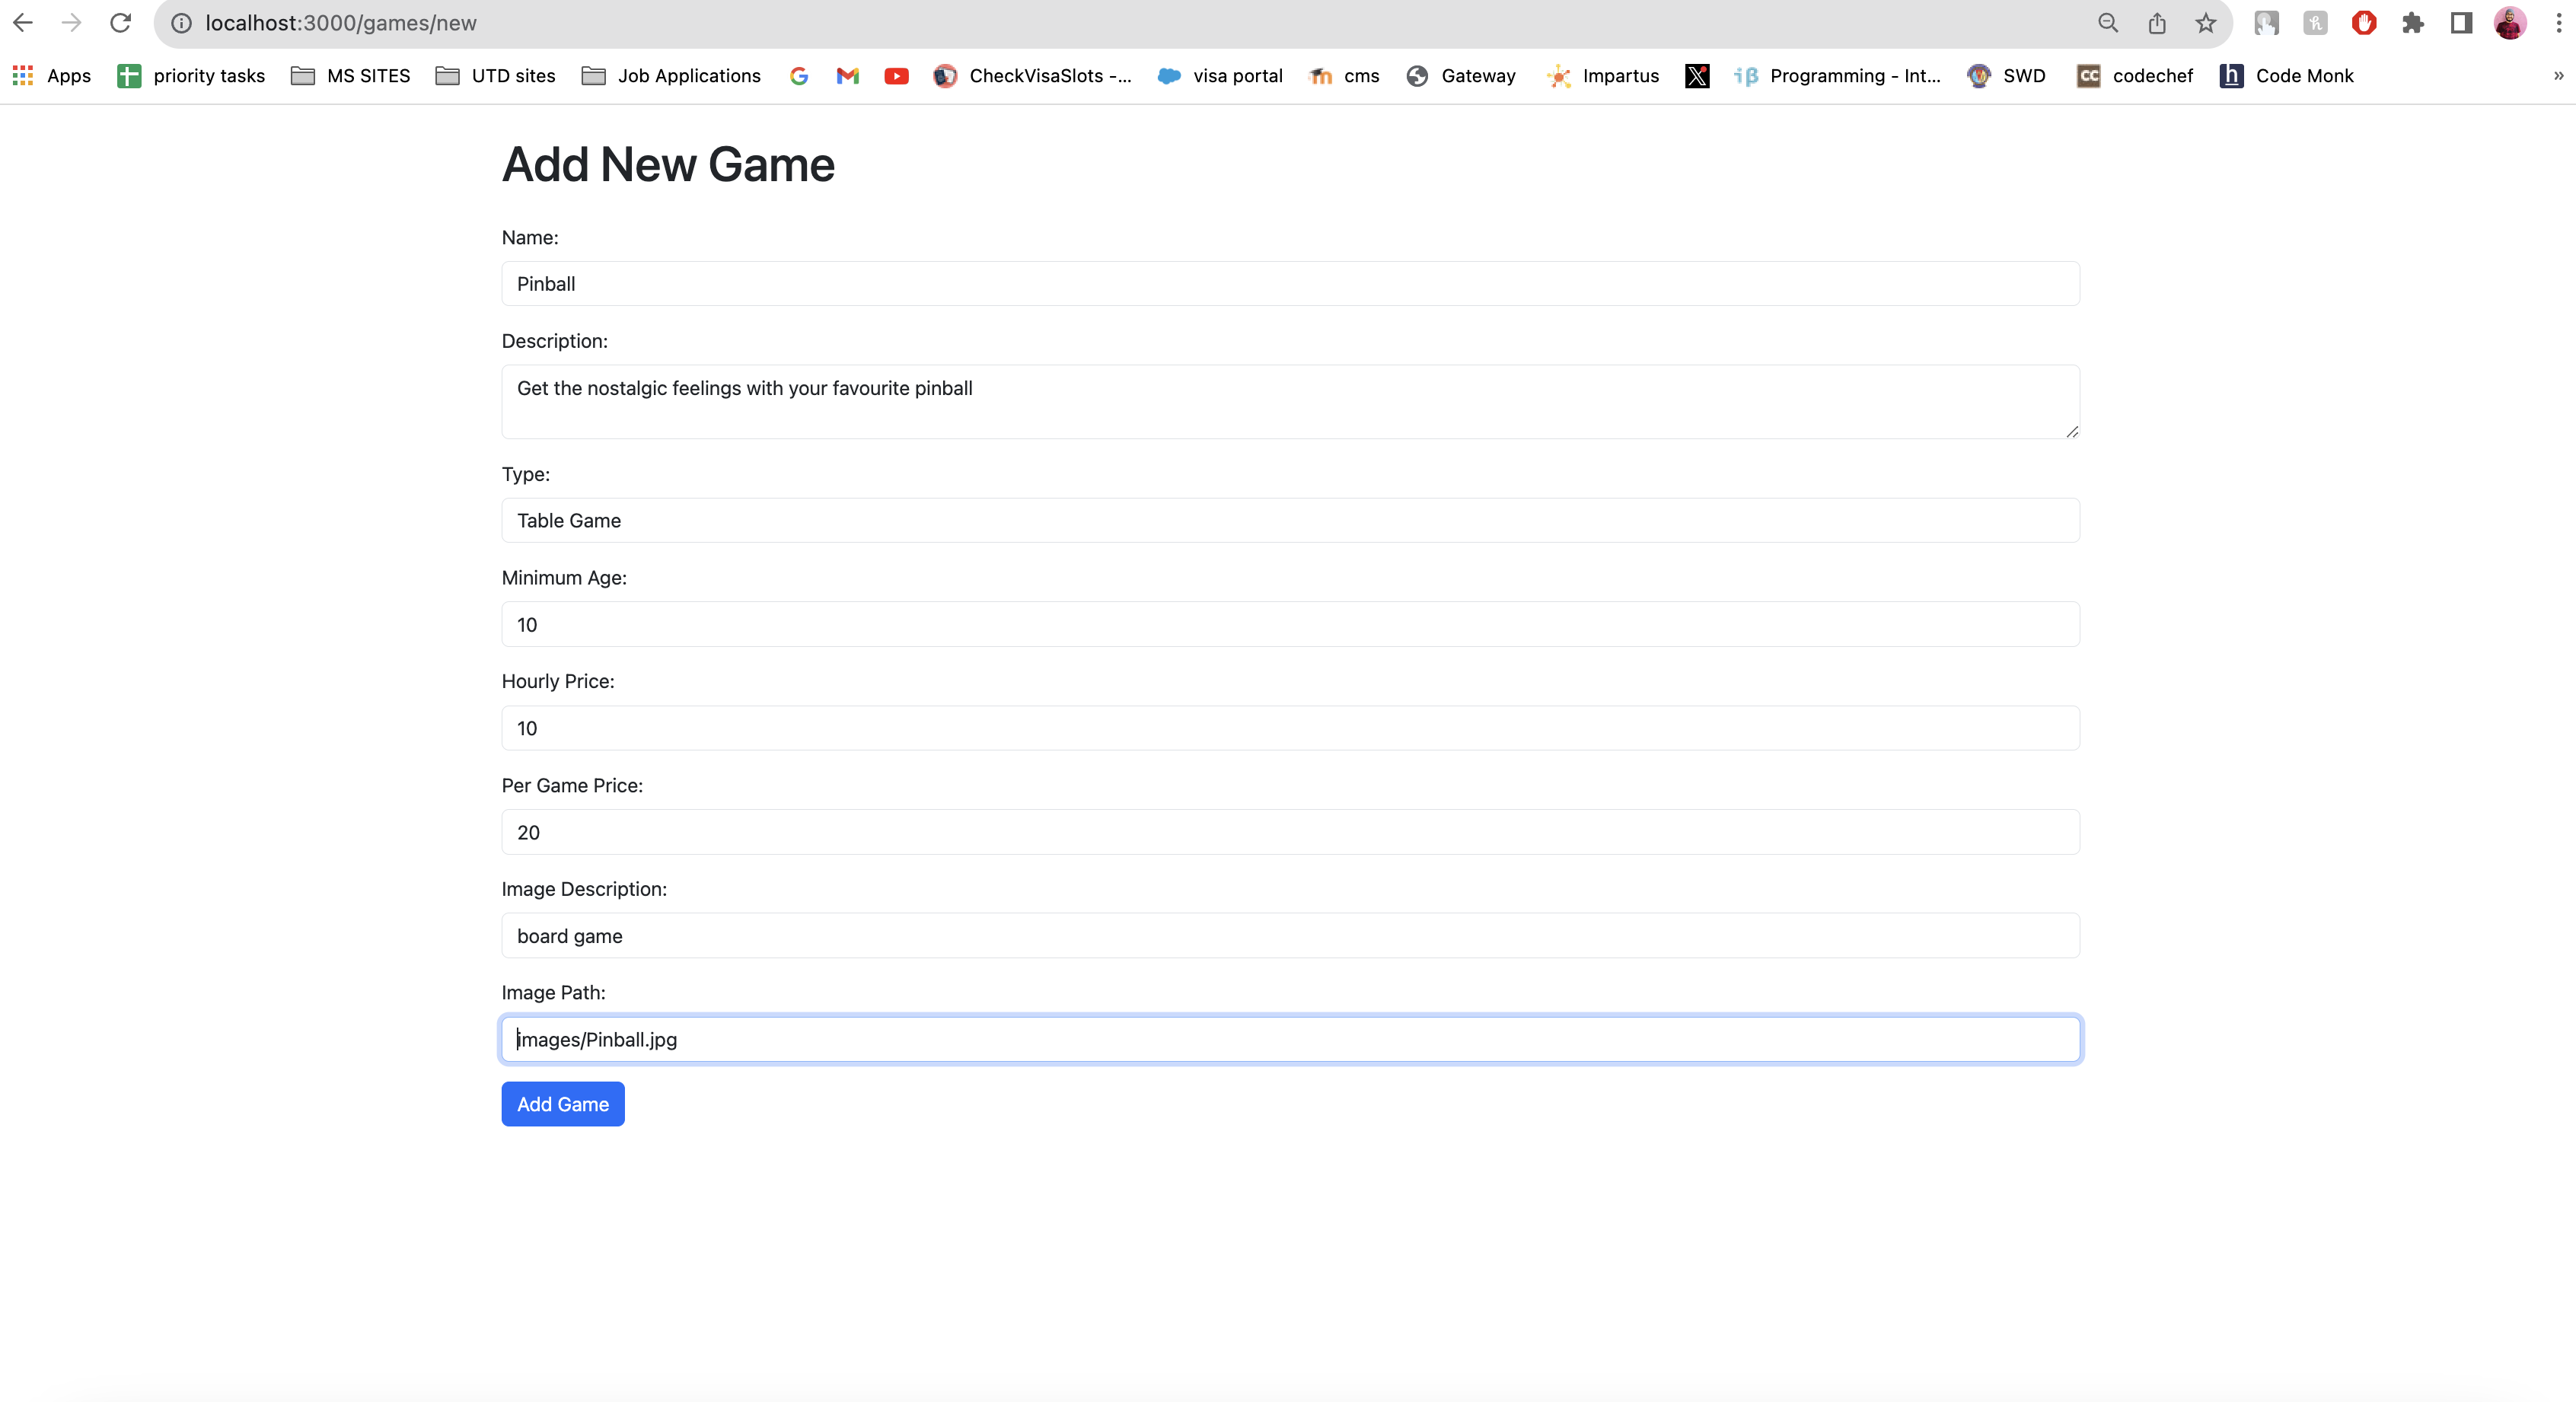 localhost:3000/games/new
Apps priority tasks MS SITES UTD sites Job Applications CheckVisaSlots -... visa portal cms Gateway Impartus Programming - Int... SWD codechef Code Monk »
Add New Game
Name:
Pinball
Description:
Get the nostalgic feelings with your favourite pinball
Type:
Table Game
Minimum Age:
10
Hourly Price:
10
Per Game Price:
20
Image Description:
board game
Image Path:
images/Pinball.jpg
Add Game